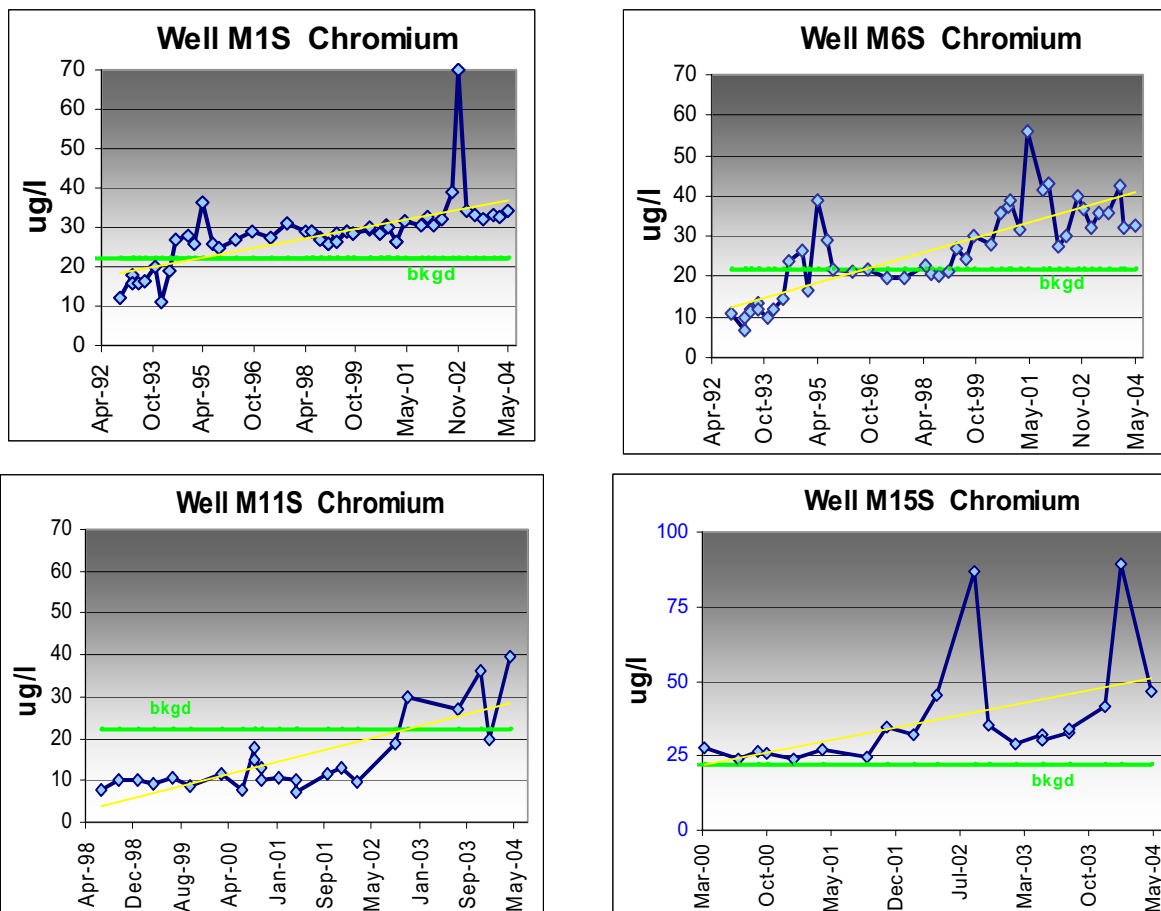 Well M1S Chromium
70
60
50
40
30
20
10
0
ug/l
bkgd
Apr-92
Oct-93
Apr-95
Oct-96
Apr-98
Oct-99
May-01
Nov-02
May-04
Well M6S Chromium
70
60
50
40
30
20
10
0
ug/l
bkgd
Apr-92
Oct-93
Apr-95
Oct-96
Apr-98
Oct-99
May-01
Nov-02
May-04
Well M11S Chromium
70
60
50
40
30
20
10
0
ug/l
bkgd
Apr-98
Dec-98
Aug-99
Apr-00
Jan-01
Sep-01
May-02
Jan-03
Sep-03
May-04
Well M15S Chromium
100
75
50
25
0
ug/l
bkgd
Mar-00
Oct-00
May-01
Dec-01
Jul-02
Mar-03
Oct-03
May-04